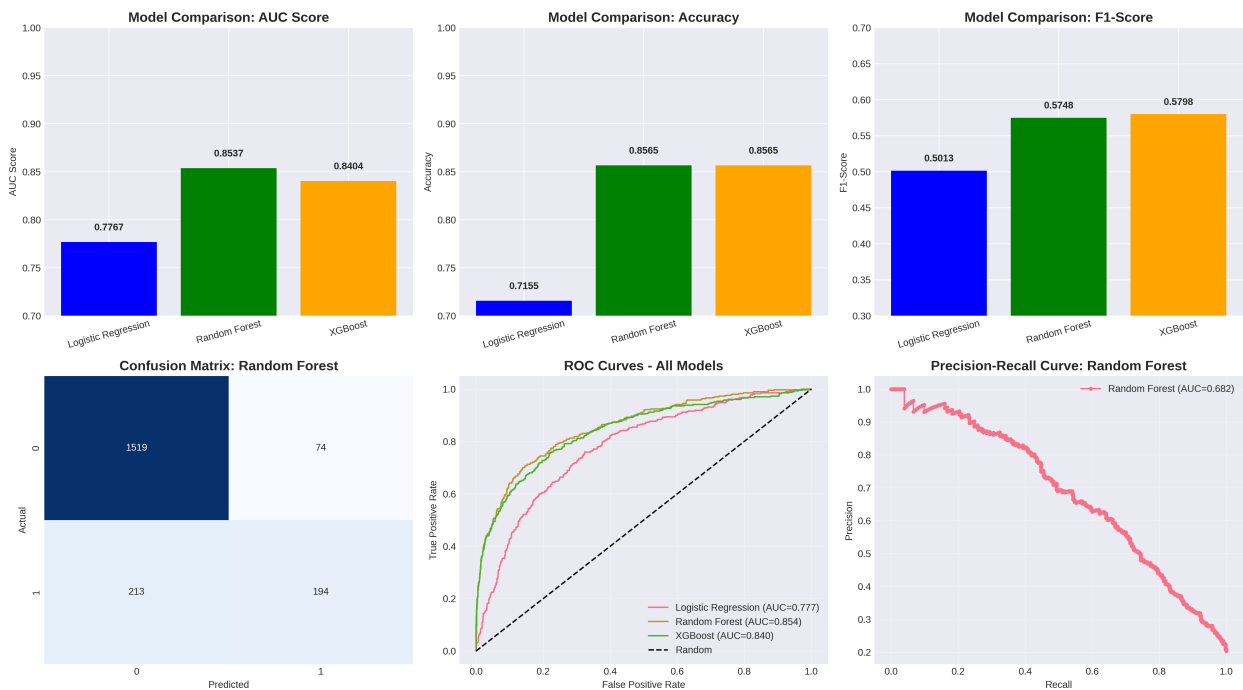 Model Comparison: AUC Score
1.00
0.95
0.90
0.85
0.80
0.75
0.70
AUC Score
0.7767
0.8537
0.8404
Logistic Regression
Random Forest
XGBoost
Model Comparison: Accuracy
1.00
0.95
0.90
0.85
0.80
0.75
0.70
Accuracy
0.7155
0.8565
0.8565
Logistic Regression
Random Forest
XGBoost
Model Comparison: F1-Score
0.70
0.65
0.60
0.55
0.50
0.45
0.40
0.35
0.30
F1-Score
0.5013
0.5748
0.5798
Logistic Regression
Random Forest
XGBoost
Confusion Matrix: Random Forest
Actual
0
1
1519
74
213
194
0
1
Predicted
ROC Curves - All Models
1.0
0.8
0.6
0.4
0.2
0.0
True Positive Rate
Logistic Regression (AUC=0.777)
Random Forest (AUC=0.854)
XGBoost (AUC=0.840)
Random
0.0
0.2
0.4
0.6
0.8
1.0
False Positive Rate
Precision-Recall Curve: Random Forest
1.0
0.9
0.8
0.7
0.6
0.5
0.4
0.3
0.2
Precision
Random Forest (AUC=0.682)
0.0
0.2
0.4
0.6
0.8
1.0
Recall